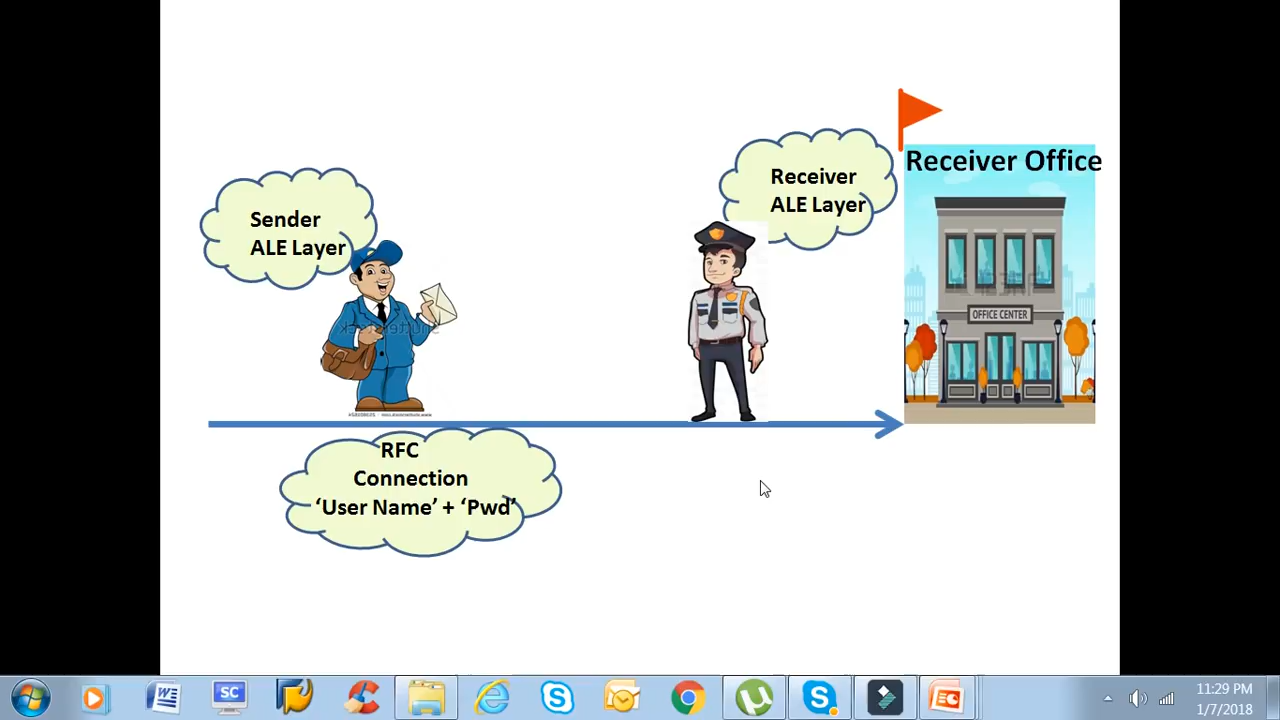 Receiver Office
Receiver
ALE Layer
Sender
ALE Layer
OFFICE CENTER
RFC
Connection
‘User Name’ + ‘Pwd’
SC
11:29 PM
1/7/2018